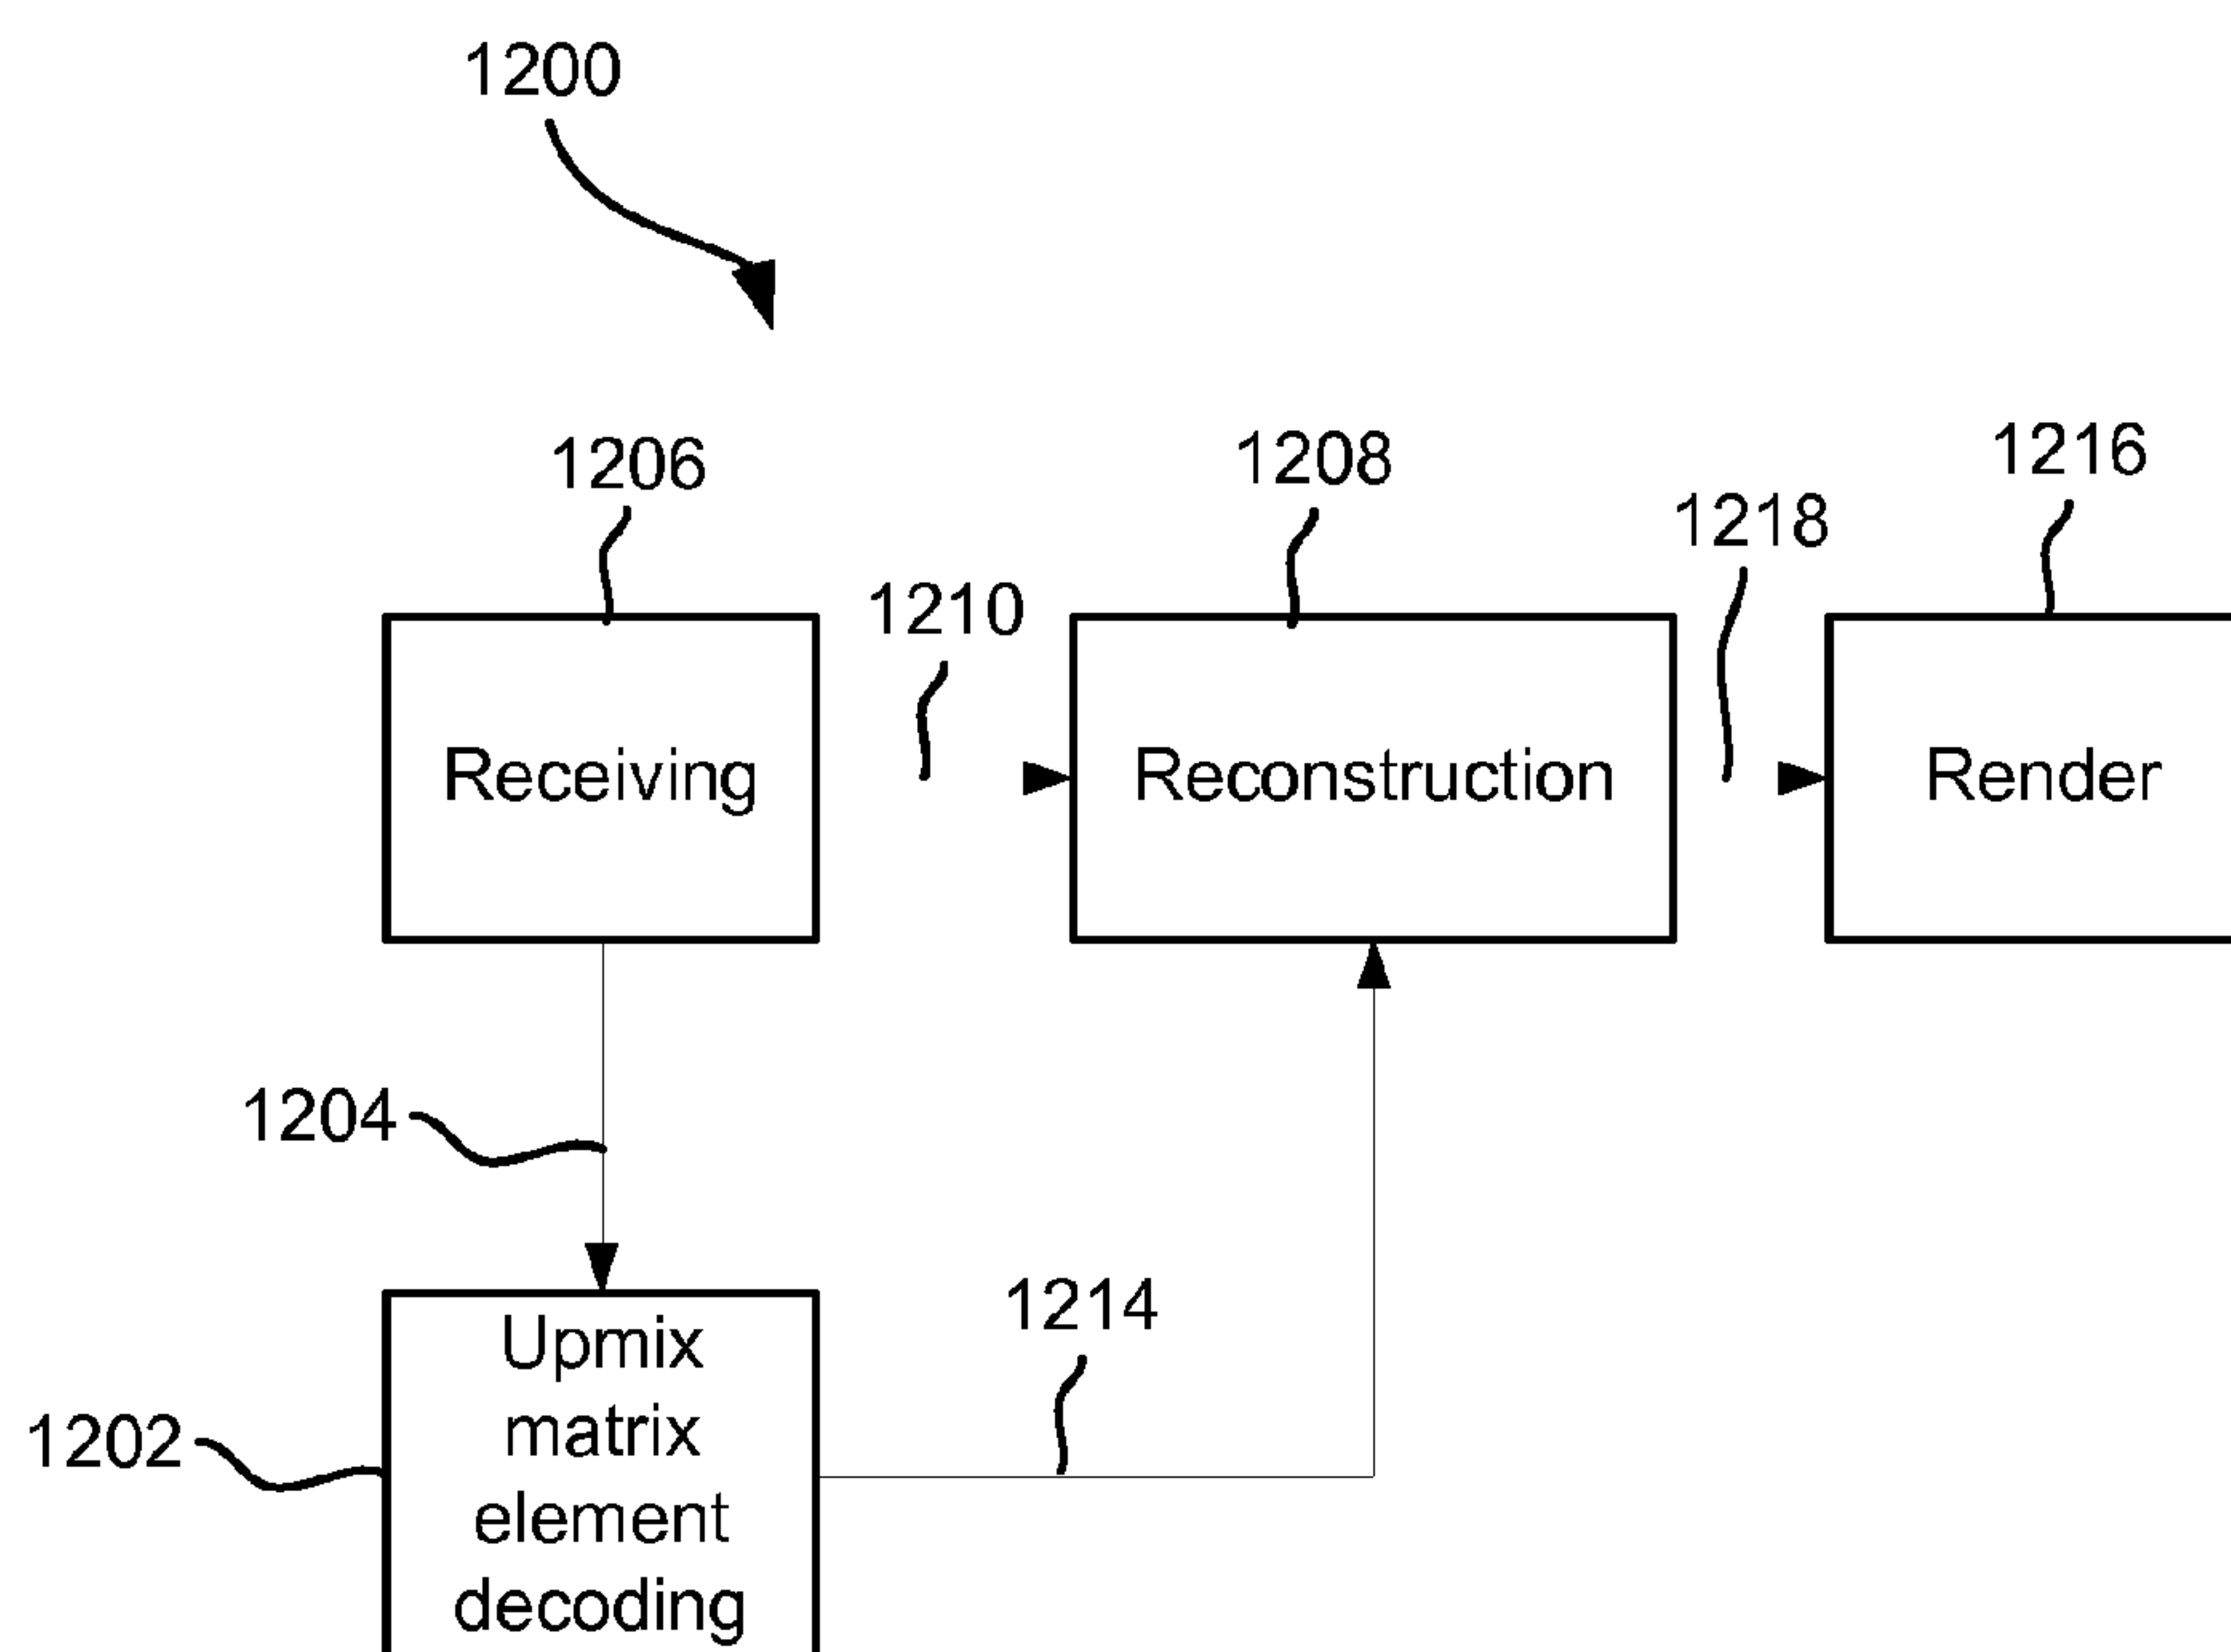 1200
1206
1208
1216
1218
1210
Receiving
Reconstruction
Render
1204
1214
Upmix
matrix
element
decoding
1202